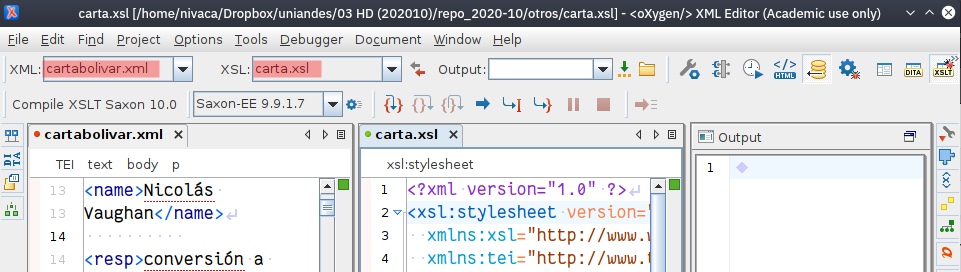 carta.xsl [/home/nivaca/Dropbox/uniandes/03 HD (202010)/repo_2020-10/otros/carta.xsl] - <oXygen/> XML Editor (Academic use only)
File Edit Find Project Options Tools Debugger Document Window Help
XML: cartabolivar.xml XSL: carta.xsl Output: </> HTML DITA XSLT
Compile XSLT Saxon 10.0 Saxon-EE 9.9.1.7
cartabolivar.xml
TEI text body p
13 <name>Nicolás
13 Vaughan</name>
14
14 <resp>conversión a
carta.xsl
xsl:stylesheet
1 <?xml version="1.0" ?>
2 <xsl:stylesheet version="
3 xmlns:xsl="http://www.w
4 xmlns:tei="http://www.t
Output
1